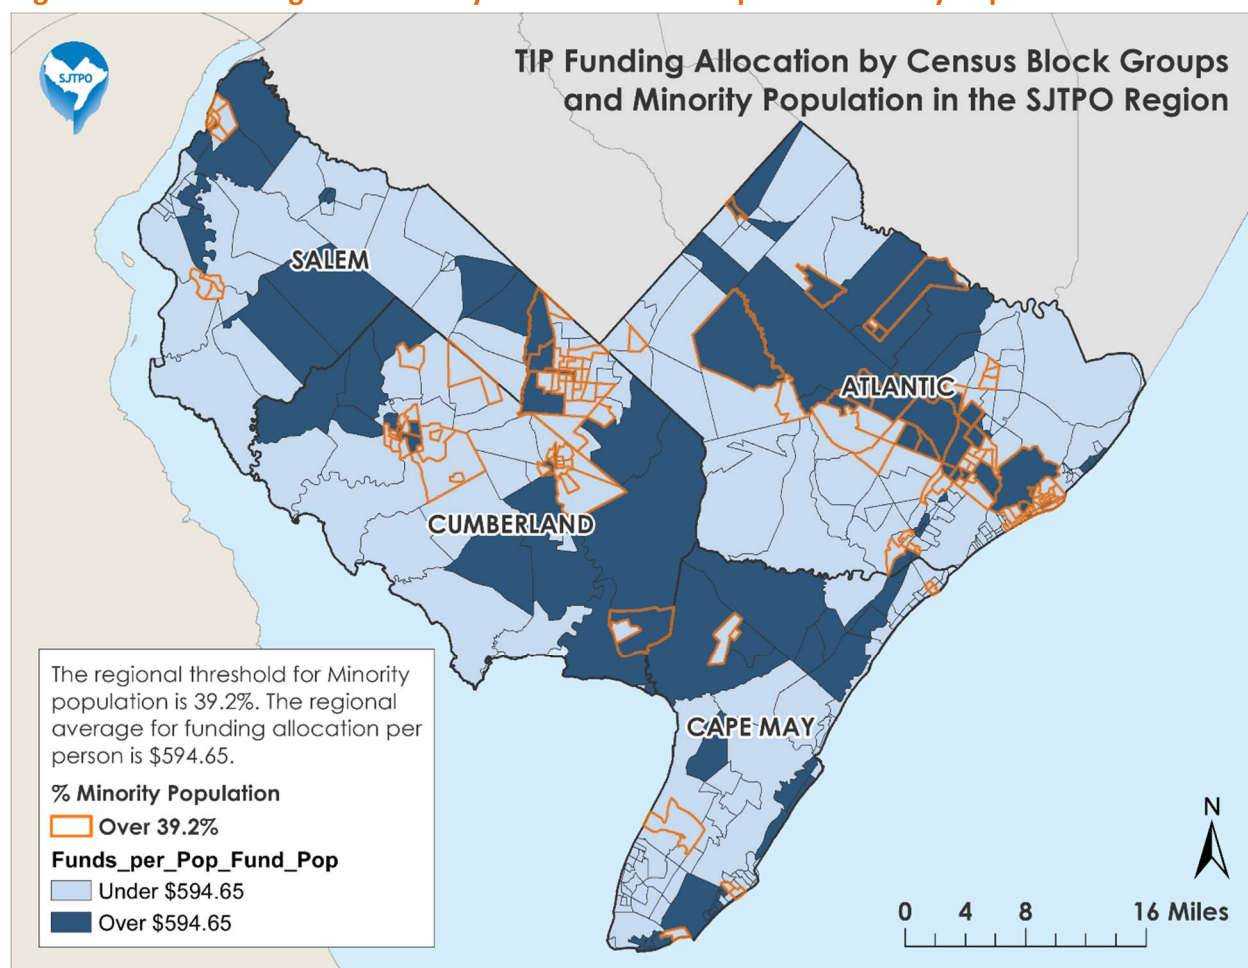 TIP Funding Allocation by Census Block Groups
and Minority Population in the SJTPO Region
SJTPO
SALEM
ATLANTIC
CUMBERLAND
CAPE MAY
The regional threshold for Minority
population is 39.2%. The regional
average for funding allocation per
person is $594.65.
% Minority Population
Over 39.2%
Funds_per_Pop_Fund_Pop
Under $594.65
Over $594.65
N
0 4 8 16 Miles